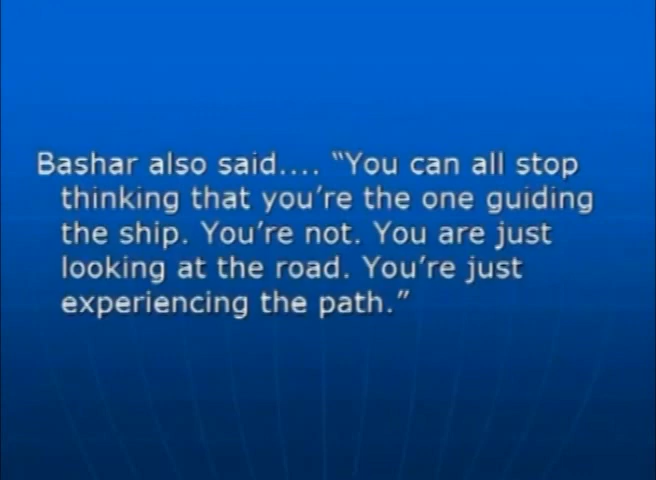 Bashar also said.... “You can all stop
thinking that you’re the one guiding
the ship. You’re not. You are just
looking at the road. You’re just
experiencing the path.”